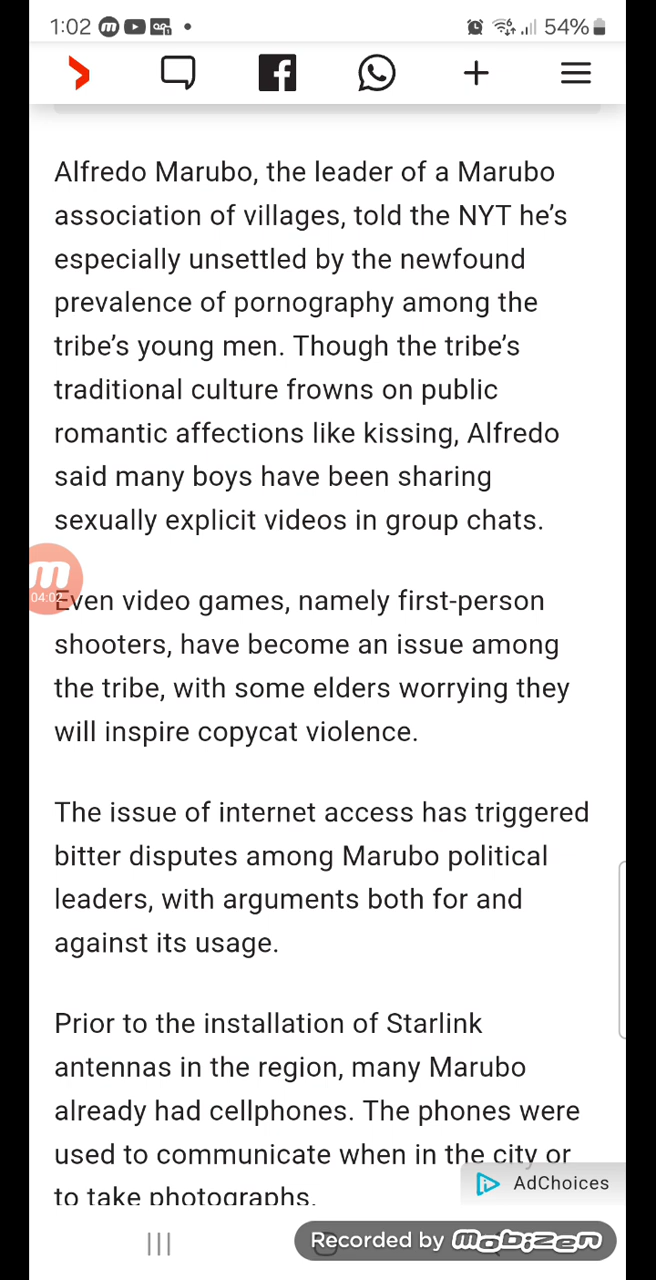 1:02
54%
Alfredo Marubo, the leader of a Marubo
association of villages, told the NYT he’s
especially unsettled by the newfound
prevalence of pornography among the
tribe’s young men. Though the tribe’s
traditional culture frowns on public
romantic affections like kissing, Alfredo
said many boys have been sharing
sexually explicit videos in group chats.
04:02
Even video games, namely first-person
shooters, have become an issue among
the tribe, with some elders worrying they
will inspire copycat violence.
The issue of internet access has triggered
bitter disputes among Marubo political
leaders, with arguments both for and
against its usage.
Prior to the installation of Starlink
antennas in the region, many Marubo
already had cellphones. The phones were
used to communicate when in the city or
to take photographs.
AdChoices
Recorded by mobizen